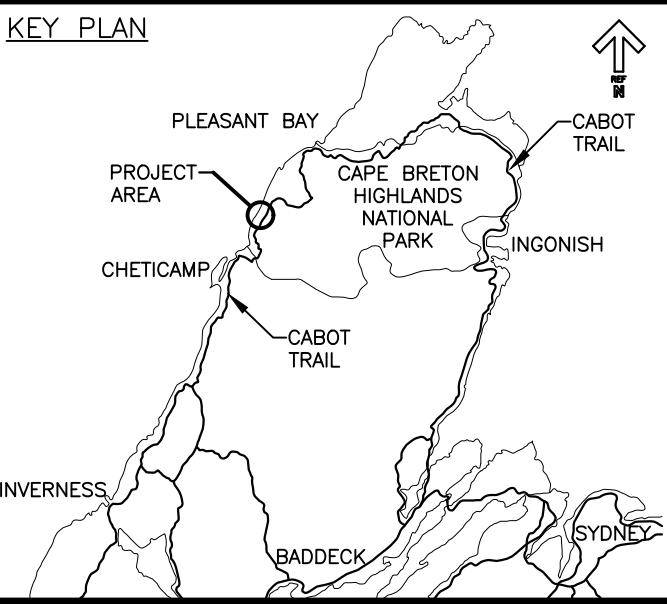 KEY PLAN
REF
N
PLEASANT BAY
CABOT
TRAIL
PROJECT
AREA
CAPE BRETON
HIGHLANDS
NATIONAL
PARK
INGONISH
CHETICAMP
CABOT
TRAIL
INVERNESS
SYDNEY
BADDECK